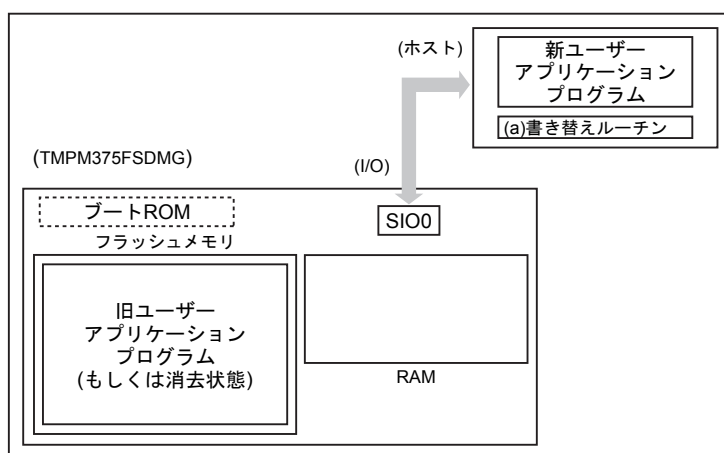 (ホスト)
新ユーザー
アプリケーション
プログラム
(a)書き替えルーチン
(TMPM375FSDMG)
(I/O)
ブートROM
SIO0
フラッシュメモリ
旧ユーザー
アプリケーション
プログラム
(もしくは消去状態)
RAM